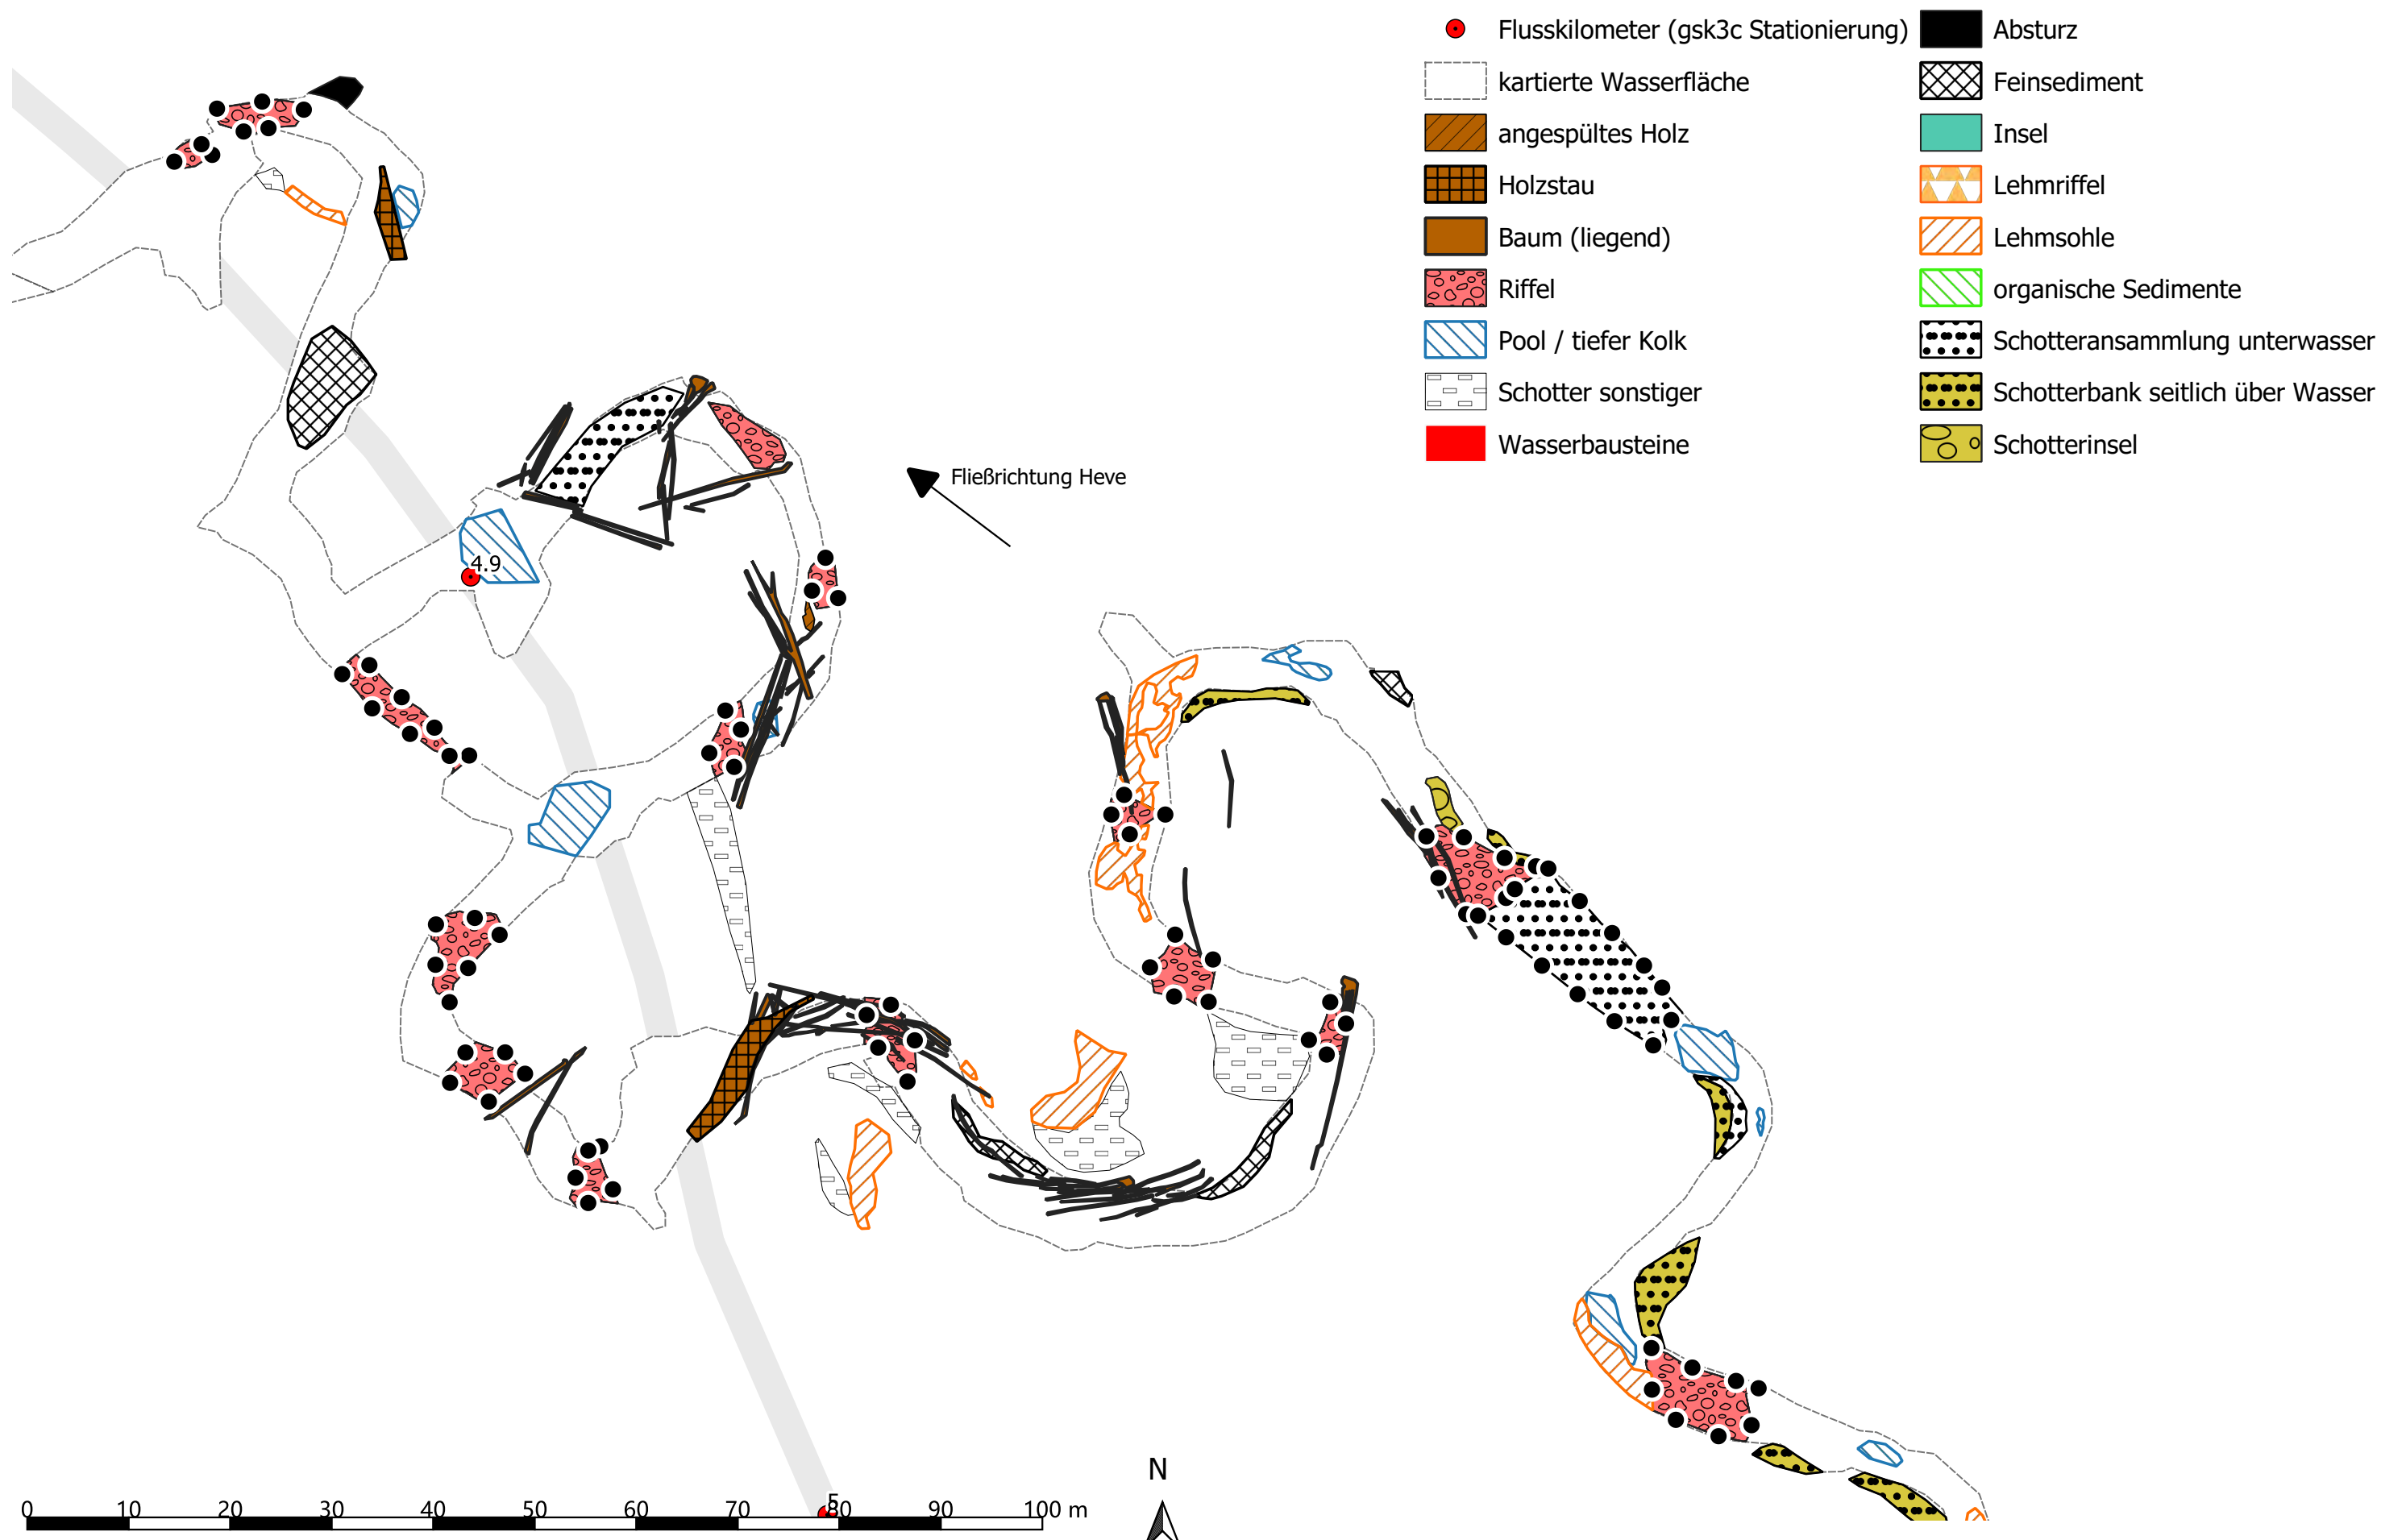 Flusskilometer (gsk3c Stationierung)
kartierte Wasserfläche
angespültes Holz
Holzstau
Baum (liegend)
Riffel
Pool / tiefer Kolk
Schotter sonstiger
Wasserbausteine
Absturz
Feinsediment
Insel
Lehmriffel
Lehmsohle
organische Sedimente
Schotteransammlung unterwasser
Schotterbank seitlich über Wasser
Schotterinsel
Fließrichtung Heve
4.9
N
5
0 10 20 30 40 50 60 70 80 90 100 m